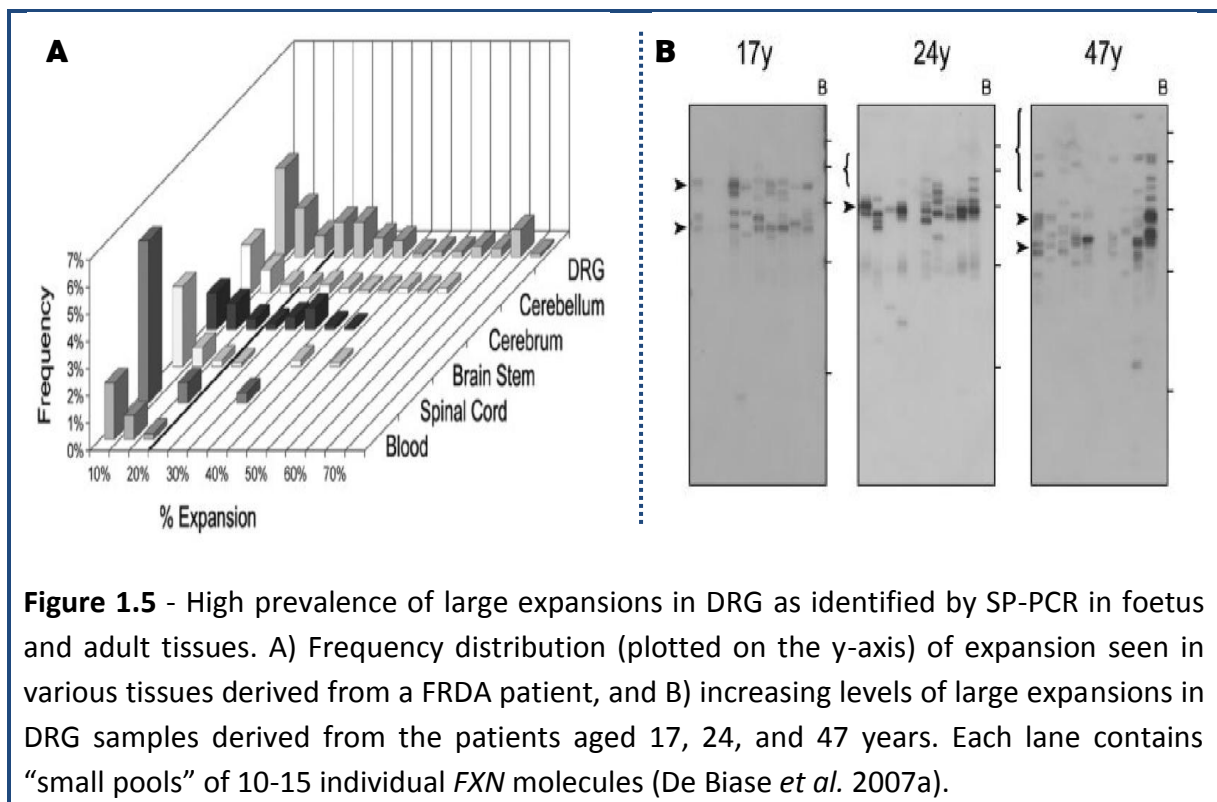 A
7%
6%
5%
4%
3%
2%
1%
0%
Frequency
10% 20% 30% 40% 50% 60% 70%
% Expansion
DRG
Cerebellum
Cerebrum
Brain Stem
Spinal Cord
Blood
B
17y 24y 47y
B B B
Figure 1.5 - High prevalence of large expansions in DRG as identified by SP-PCR in foetus
and adult tissues. A) Frequency distribution (plotted on the y-axis) of expansion seen in
various tissues derived from a FRDA patient, and B) increasing levels of large expansions in
DRG samples derived from the patients aged 17, 24, and 47 years. Each lane contains
“small pools” of 10-15 individual FXN molecules (De Biase et al. 2007a).